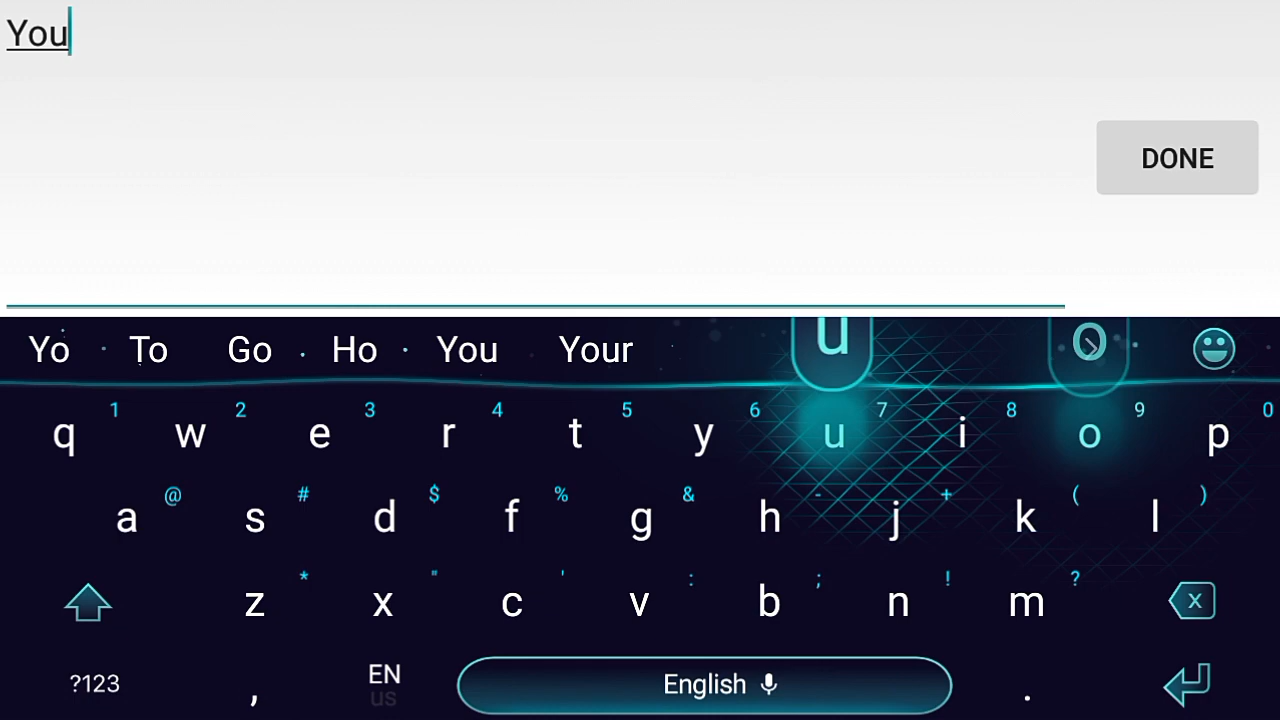 You
DONE
Yo To Go Ho You Your u o
1 2 3 4 5 6 7 8 9 0
q w e r t y u i o p
@ # $ % & - + ( )
a s d f g h j k l
* " ' : ; ! ?
z x c v b n m x
?123 , EN English .
us